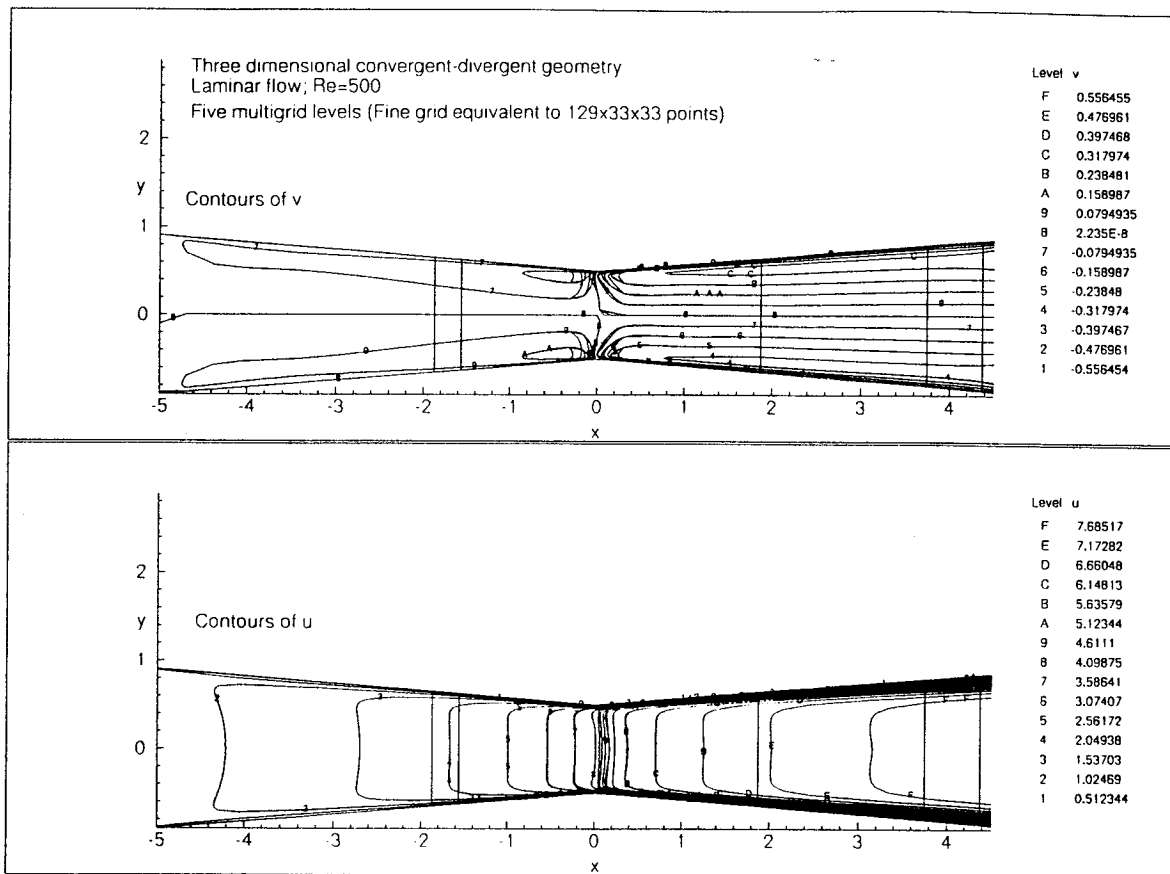 Three dimensional convergent-divergent geometry
Laminar flow; Re=500
Five multigrid levels (Fine grid equivalent to 129x33x33 points)
Contours of v
2
y
1
0
-5 -4 -3 -2 -1 0 1 2 3 4
x
Level v
F 0.556455
E 0.476961
D 0.397468
C 0.317974
B 0.238481
A 0.158987
9 0.0794935
8 2.235E-8
7 -0.0794935
6 -0.158987
5 -0.23848
4 -0.317974
3 -0.397467
2 -0.476961
1 -0.556454
Contours of u
2
y
1
0
-5 -4 -3 -2 -1 0 1 2 3 4
x
Level u
F 7.68517
E 7.17282
D 6.66048
C 6.14813
B 5.63579
A 5.12344
9 4.6111
8 4.09875
7 3.58641
6 3.07407
5 2.56172
4 2.04938
3 1.53703
2 1.02469
1 0.512344